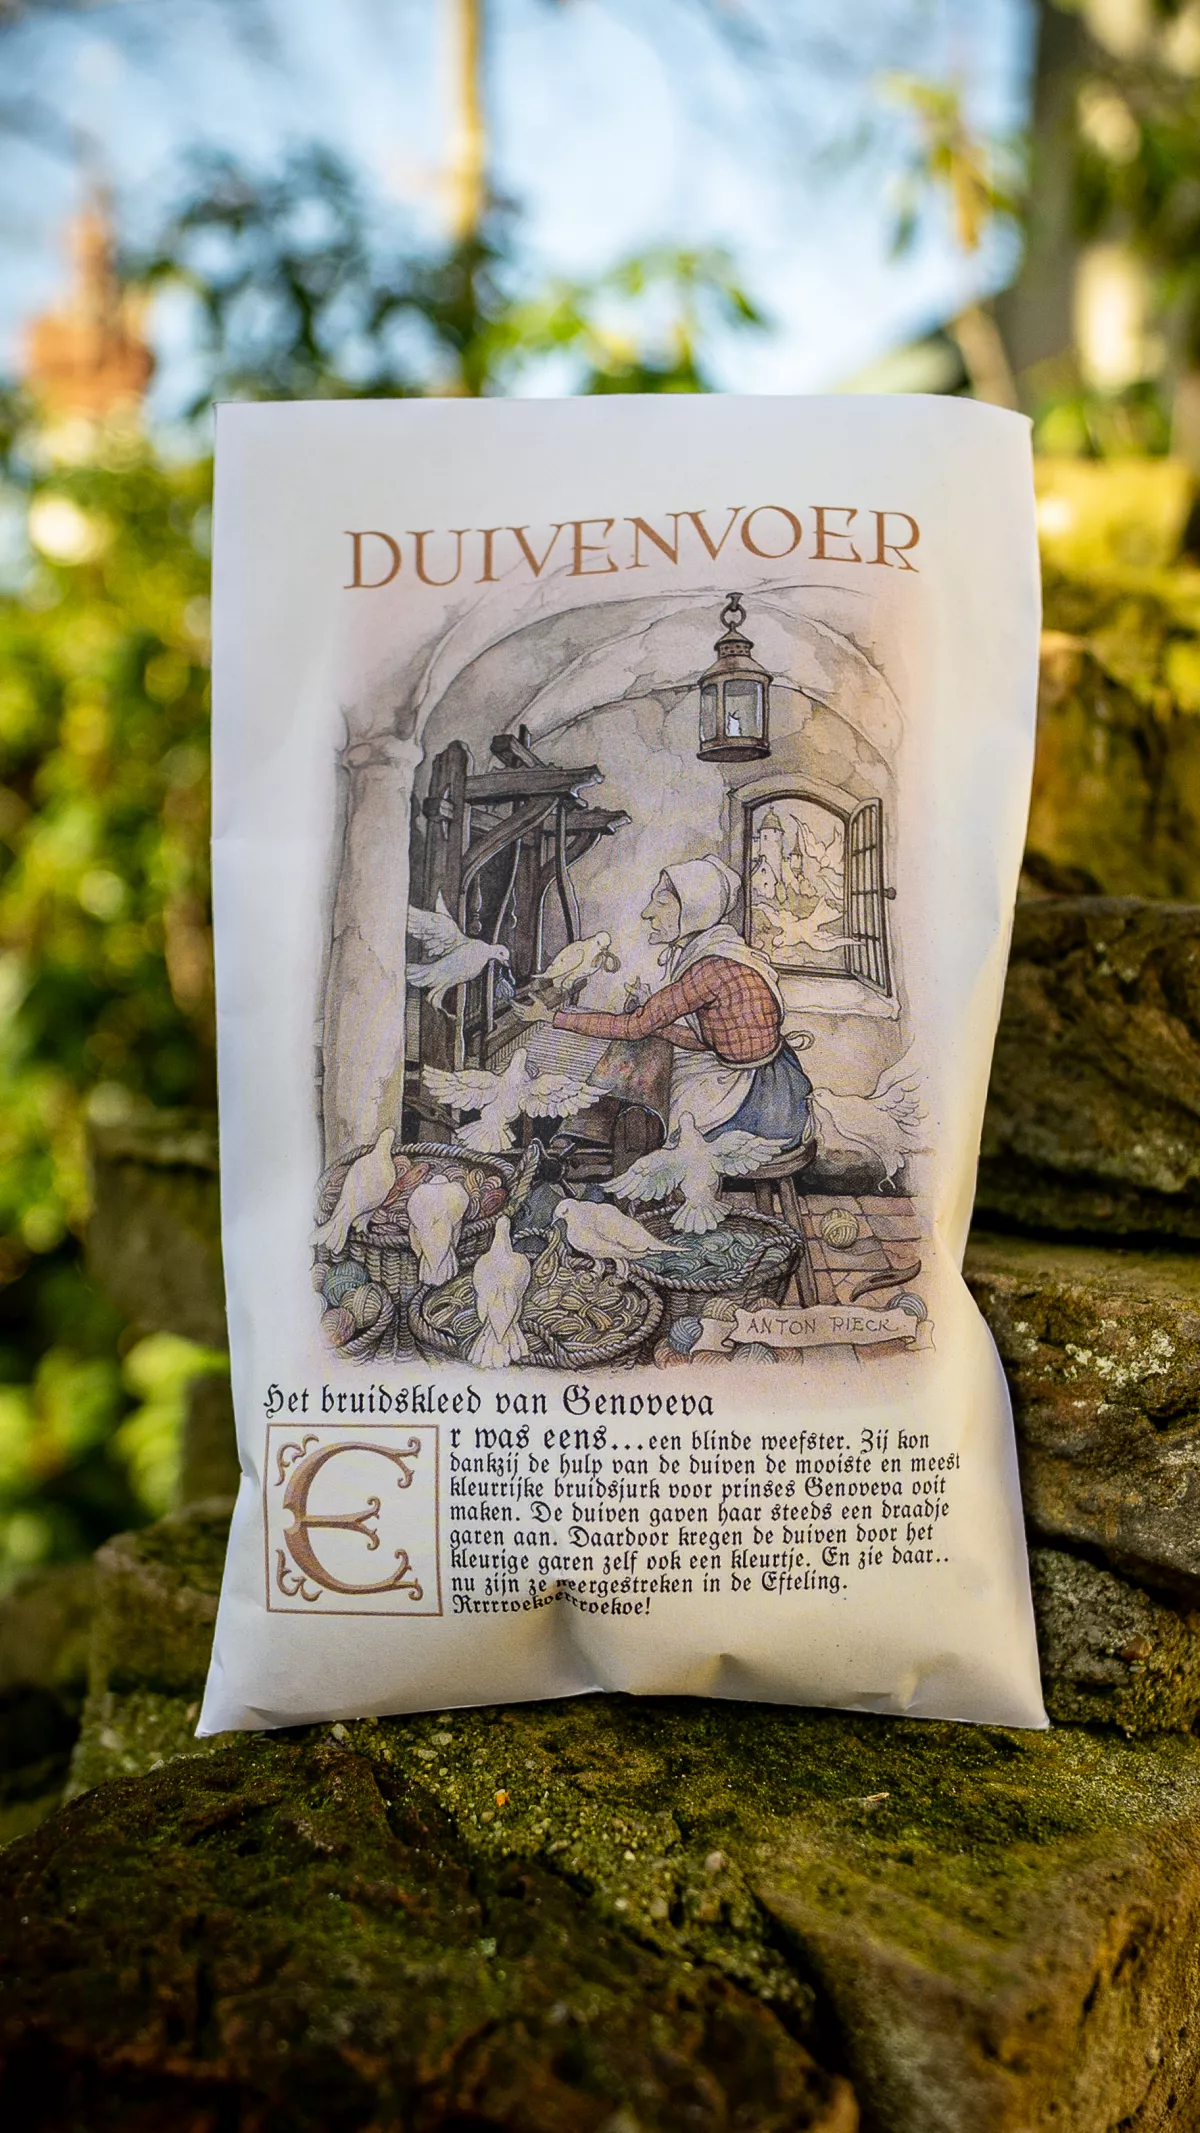 DUIVENVOER
ANTON PIECK.
Het bruidskleed van Genoveva
Er was eens...een blinde weefster. Zij kon
dankzij de hulp van de duiven de mooiste en meest
kleurrijke bruidsjurk voor prinses Genoveva ooit
maken. De duiven gaven haar steeds een draadje
garen aan. Daardoor kregen de duiven door het
kleurige garen zelf ook een kleurtje. En zie daar..
nu zijn ze neergestreken in de Efteling.
Rrrrroekoerrroekoe!